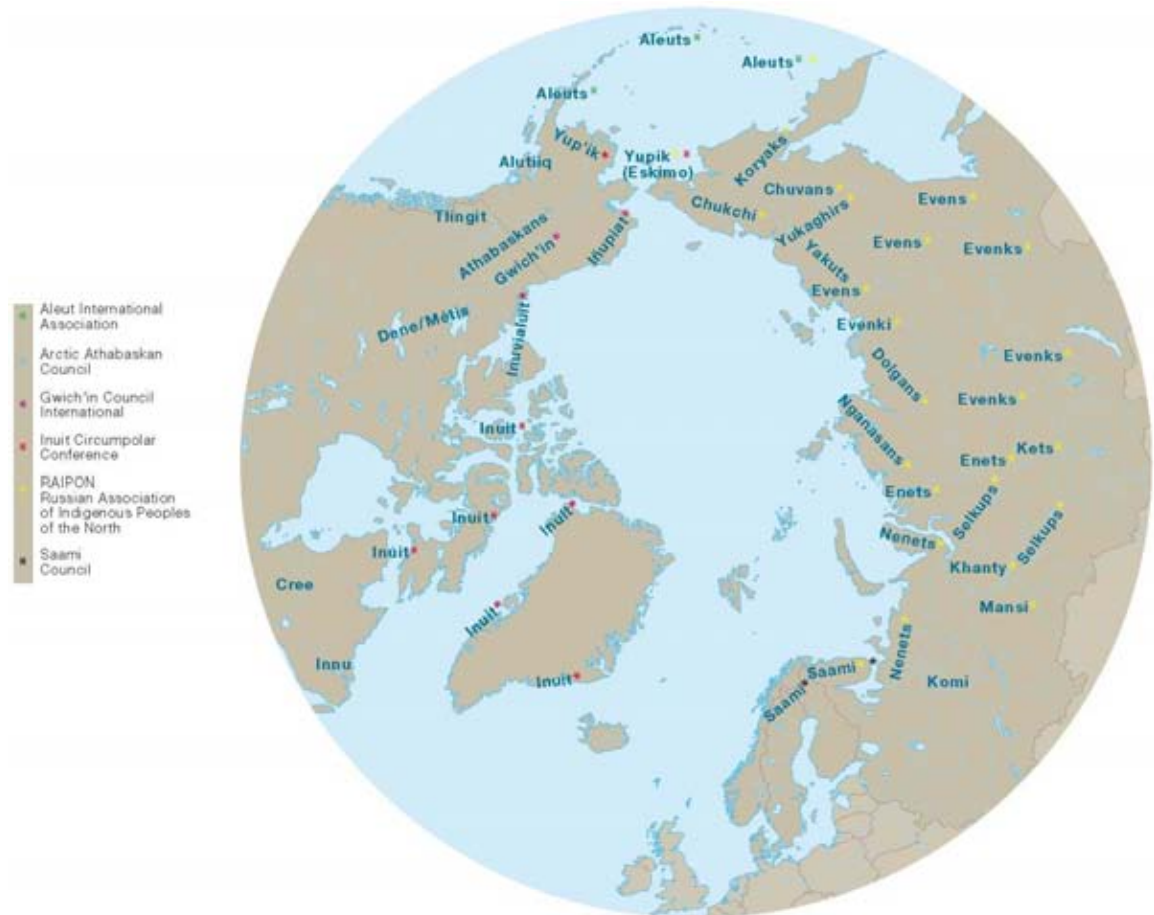 Aleuts
Aleuts
Aleuts
Yup'ik
Yupik
(Eskimo)
Alutiiq
Koryaks
Chuvans
Chukchi
Yukaghirs
Evens
Tlingit
Athabaskans
Gwich'in
Iñupiat
Yakuts
Evens
Evenks
Evens
Dene/Métis
Inuvialuit
Evenki
Evenks
Dolgans
Evenks
Inuit
Nganasans
Kets
Enets
Enets
Selkups
Selkups
Inuit
Inuit
Inuit
Nenets
Khanty
Cree
Inuit
Mansi
Nenets
Innu
Inuit
Saami
Saami
Komi
Aleut International
Association
Arctic Athabaskan
Council
Gwich'in Council
International
Inuit Circumpolar
Conference
RAIPON
Russian Association
of Indigenous Peoples
of the North
Saami
Council